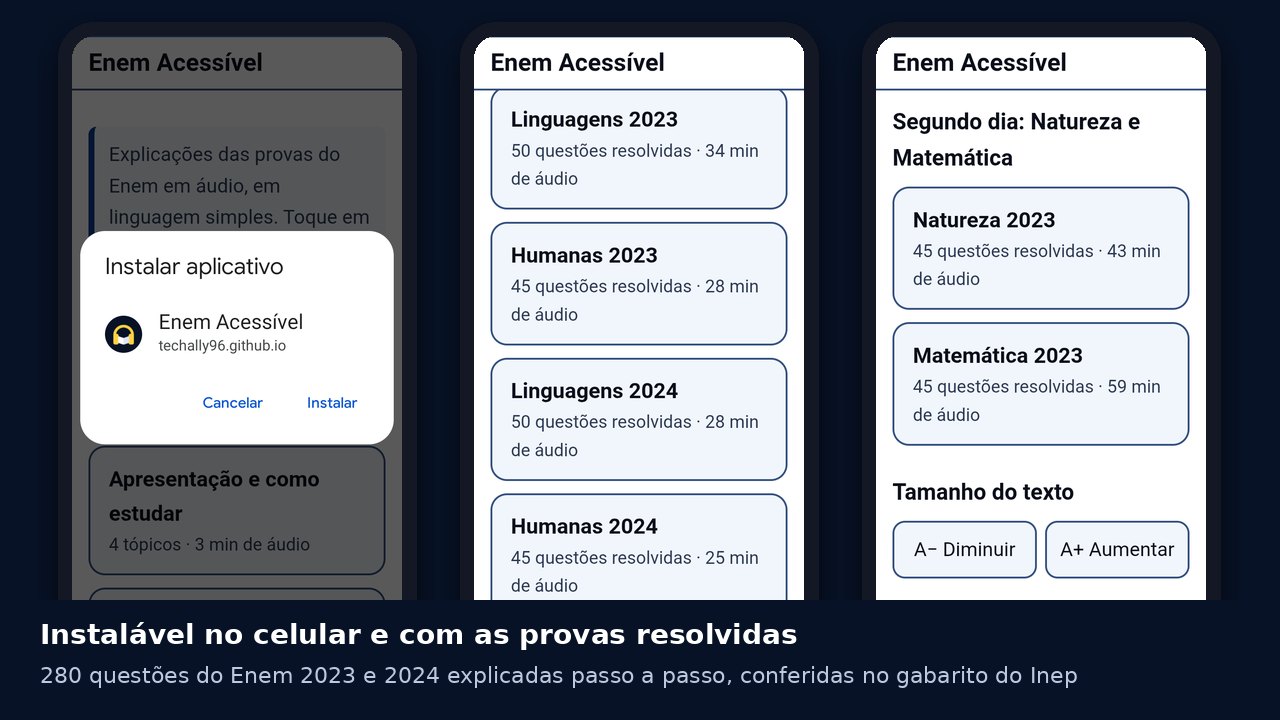 Enem Acessível
Explicações das provas do
Enem em áudio, em
linguagem simples. Toque em
Instalar aplicativo
Enem Acessível
techally96.github.io
Cancelar
Instalar
Apresentação e como
estudar
4 tópicos · 3 min de áudio
Enem Acessível
Linguagens 2023
50 questões resolvidas · 34 min
de áudio
Humanas 2023
45 questões resolvidas · 28 min
de áudio
Linguagens 2024
50 questões resolvidas · 28 min
de áudio
Humanas 2024
45 questões resolvidas · 25 min
de áudio
Enem Acessível
Segundo dia: Natureza e
Matemática
Natureza 2023
45 questões resolvidas · 43 min
de áudio
Matemática 2023
45 questões resolvidas · 59 min
de áudio
Tamanho do texto
A− Diminuir
A+ Aumentar
Instalável no celular e com as provas resolvidas
280 questões do Enem 2023 e 2024 explicadas passo a passo, conferidas no gabarito do Inep